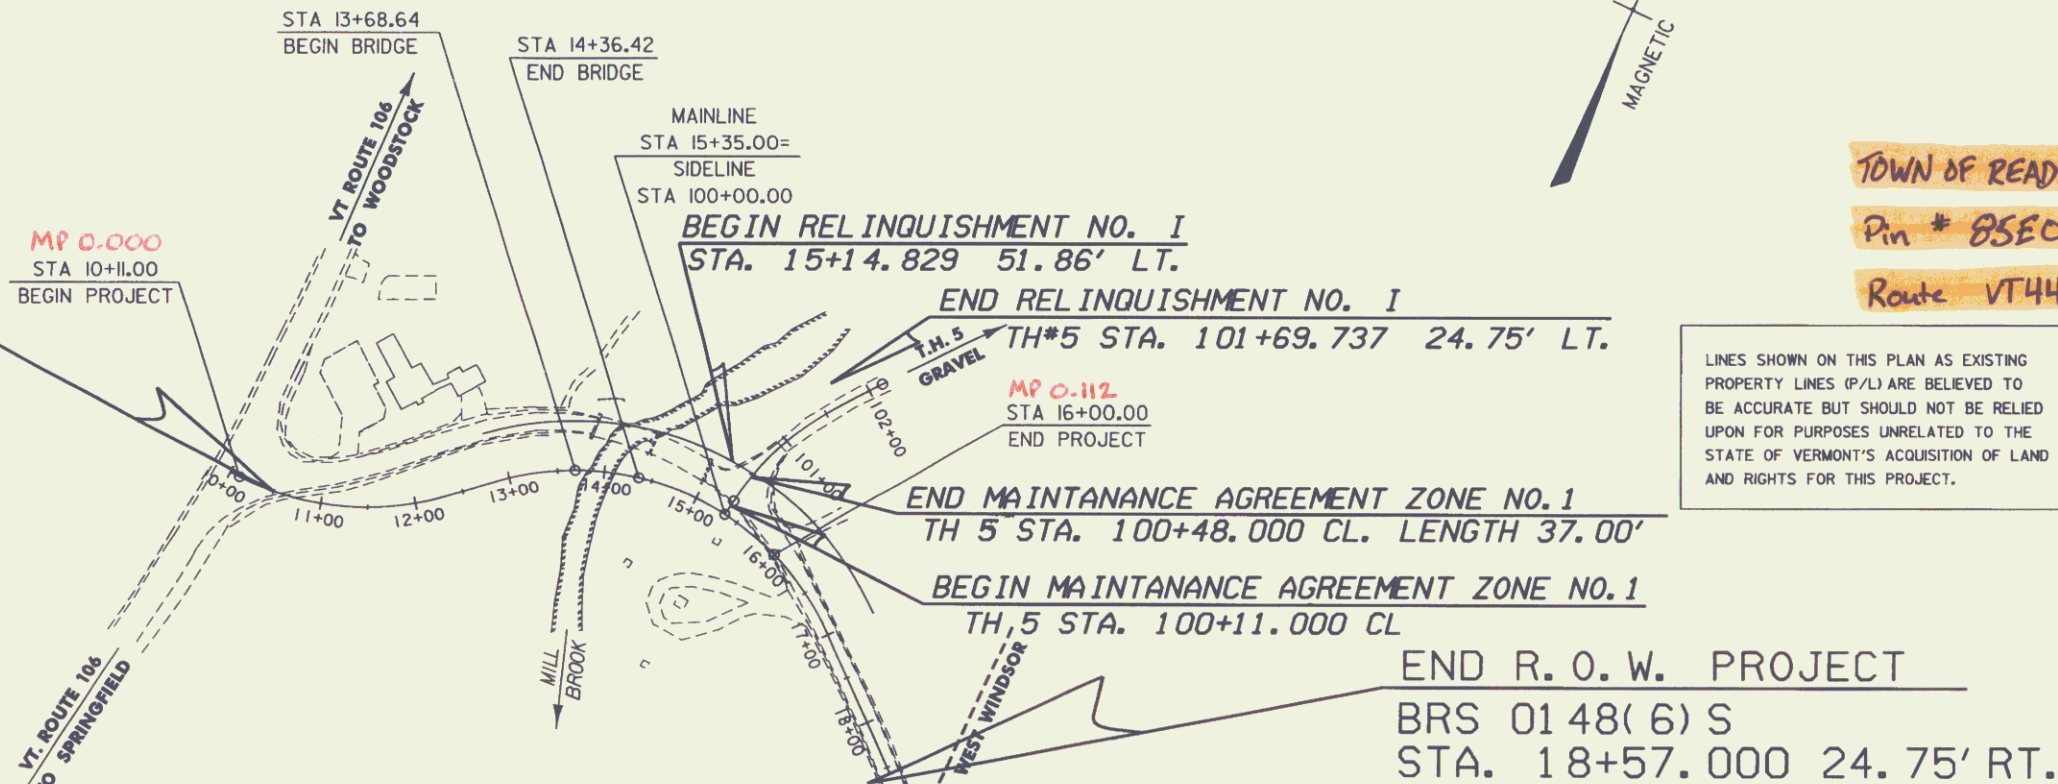 STA 13+68.64
BEGIN BRIDGE
STA 14+36.42
END BRIDGE
MAINLINE
STA 15+35.00=
SIDELINE
STA 100+00.00
MAGNETIC
VT ROUTE 106
TO WOODSTOCK
MP 0.000
STA 10+11.00
BEGIN PROJECT
BEGIN RELINQUISHMENT NO. 1
STA. 15+14.829 51.86' LT.
END RELINQUISHMENT NO. 1
TH#5 STA. 101+69.737 24.75' LT.
T.H. 5
GRAVEL
MP 0.112
STA 16+00.00
END PROJECT
TOWN OF READ
Pin # 85E0
Route VT44
LINES SHOWN ON THIS PLAN AS EXISTING
PROPERTY LINES (P/L) ARE BELIEVED TO
BE ACCURATE BUT SHOULD NOT BE RELIED
UPON FOR PURPOSES UNRELATED TO THE
STATE OF VERMONT'S ACQUISITION OF LAND
AND RIGHTS FOR THIS PROJECT.
0+00
11+00
12+00
13+00
14+00
15+00
16+00
17+00
18+00
101+00
102+00
END MAINTANANCE AGREEMENT ZONE NO.1
TH 5 STA. 100+48.000 CL. LENGTH 37.00'
BEGIN MAINTANANCE AGREEMENT ZONE NO.1
TH 5 STA. 100+11.000 CL
MILL
BROOK
WEST WINDSOR
VT. ROUTE 106
O SPRINGFIELD
END R.O.W. PROJECT
BRS 0148(6)S
STA. 18+57.000 24.75' RT.